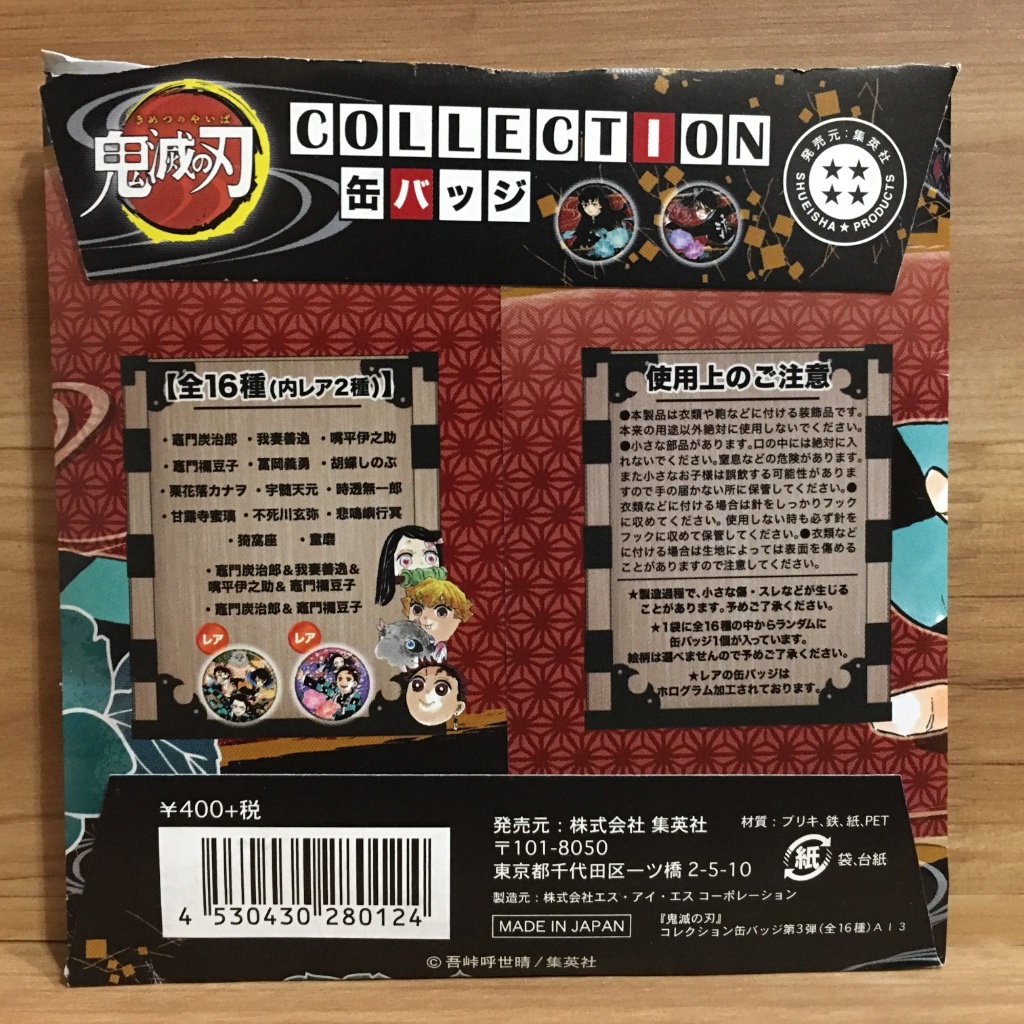 きめつのやいば
鬼滅の刃
COLLECTION
缶バッジ
発売元:集英社
SHUEISHA★PRODUCTS
【全16種(内レア2種)】
・竈門炭治郎 ・我妻善逸 ・嘴平伊之助
・竈門禰豆子 ・冨岡義勇 ・胡蝶しのぶ
・栗花落カナヲ ・宇髄天元 ・時透無一郎
・甘露寺蜜璃 ・不死川玄弥 ・悲鳴嶼行冥
・猗窩座 ・童磨
・竈門炭治郎&我妻善逸&
嘴平伊之助&竈門禰豆子
・竈門炭治郎&竈門禰豆子
レア レア
使用上のご注意
●本製品は衣類や鞄などに付ける装飾品です。
本来の用途以外絶対に使用しないでください。
●小さな部品があります。口の中には絶対に入
れないでください。窒息などの危険があります。
また小さなお子様は誤飲する可能性がありま
すので手の届かない所に保管してください。●
衣類などに付ける場合は針をしっかりフック
に収めてください。使用しない時も必ず針を
フックに収めて保管してください。●衣類など
に付ける場合は生地によっては表面を傷める
ことがありますので注意してください。
★製造過程で、小さな傷・スレなどが生じる
ことがあります。予めご了承ください。
★1袋に全16種の中からランダムに
缶バッジ1個が入っています。
絵柄は選べませんので予めご了承ください。
★レアの缶バッジは
ホログラム加工されております。
¥400+税
4 530430 280124
発売元:株式会社 集英社
〒101-8050
東京都千代田区一ツ橋 2-5-10
製造元:株式会社エス・アイ・エス コーポレーション
MADE IN JAPAN
材質:ブリキ、鉄、紙、PET
紙 袋、台紙
『鬼滅の刃』
コレクション缶バッジ第3弾(全16種)A I 3
©吾峠呼世晴/集英社